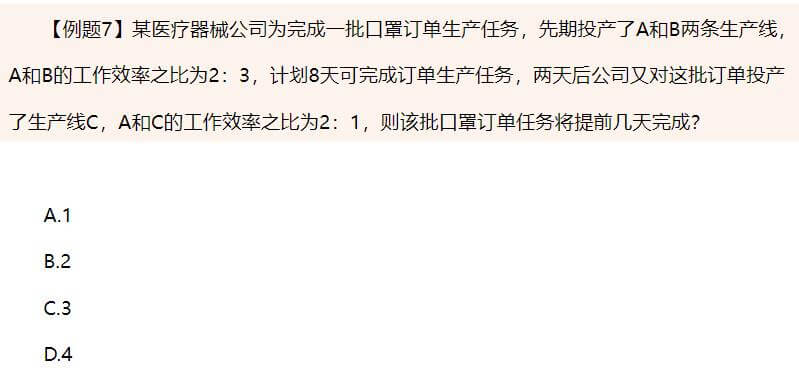 【例题7】某医疗器械公司为完成一批口罩订单生产任务，先期投产了A和B两条生产线，
A和B的工作效率之比为2：3，计划8天可完成订单生产任务，两天后公司又对这批订单投产
了生产线C，A和C的工作效率之比为2：1，则该批口罩订单任务将提前几天完成？
A.1
B.2
C.3
D.4